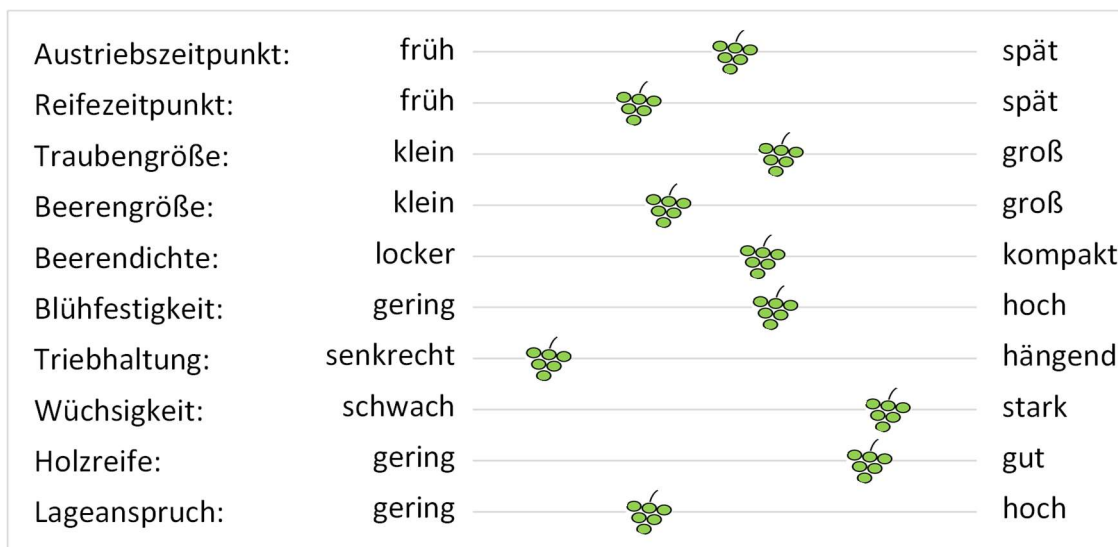 Austriebszeitpunkt: früh spät
Reifezeitpunkt: früh spät
Traubengröße: klein groß
Beerengröße: klein groß
Beerendichte: locker kompakt
Blühfestigkeit: gering hoch
Triebhaltung: senkrecht hängend
Wüchsigkeit: schwach stark
Holzreife: gering gut
Lageanspruch: gering hoch